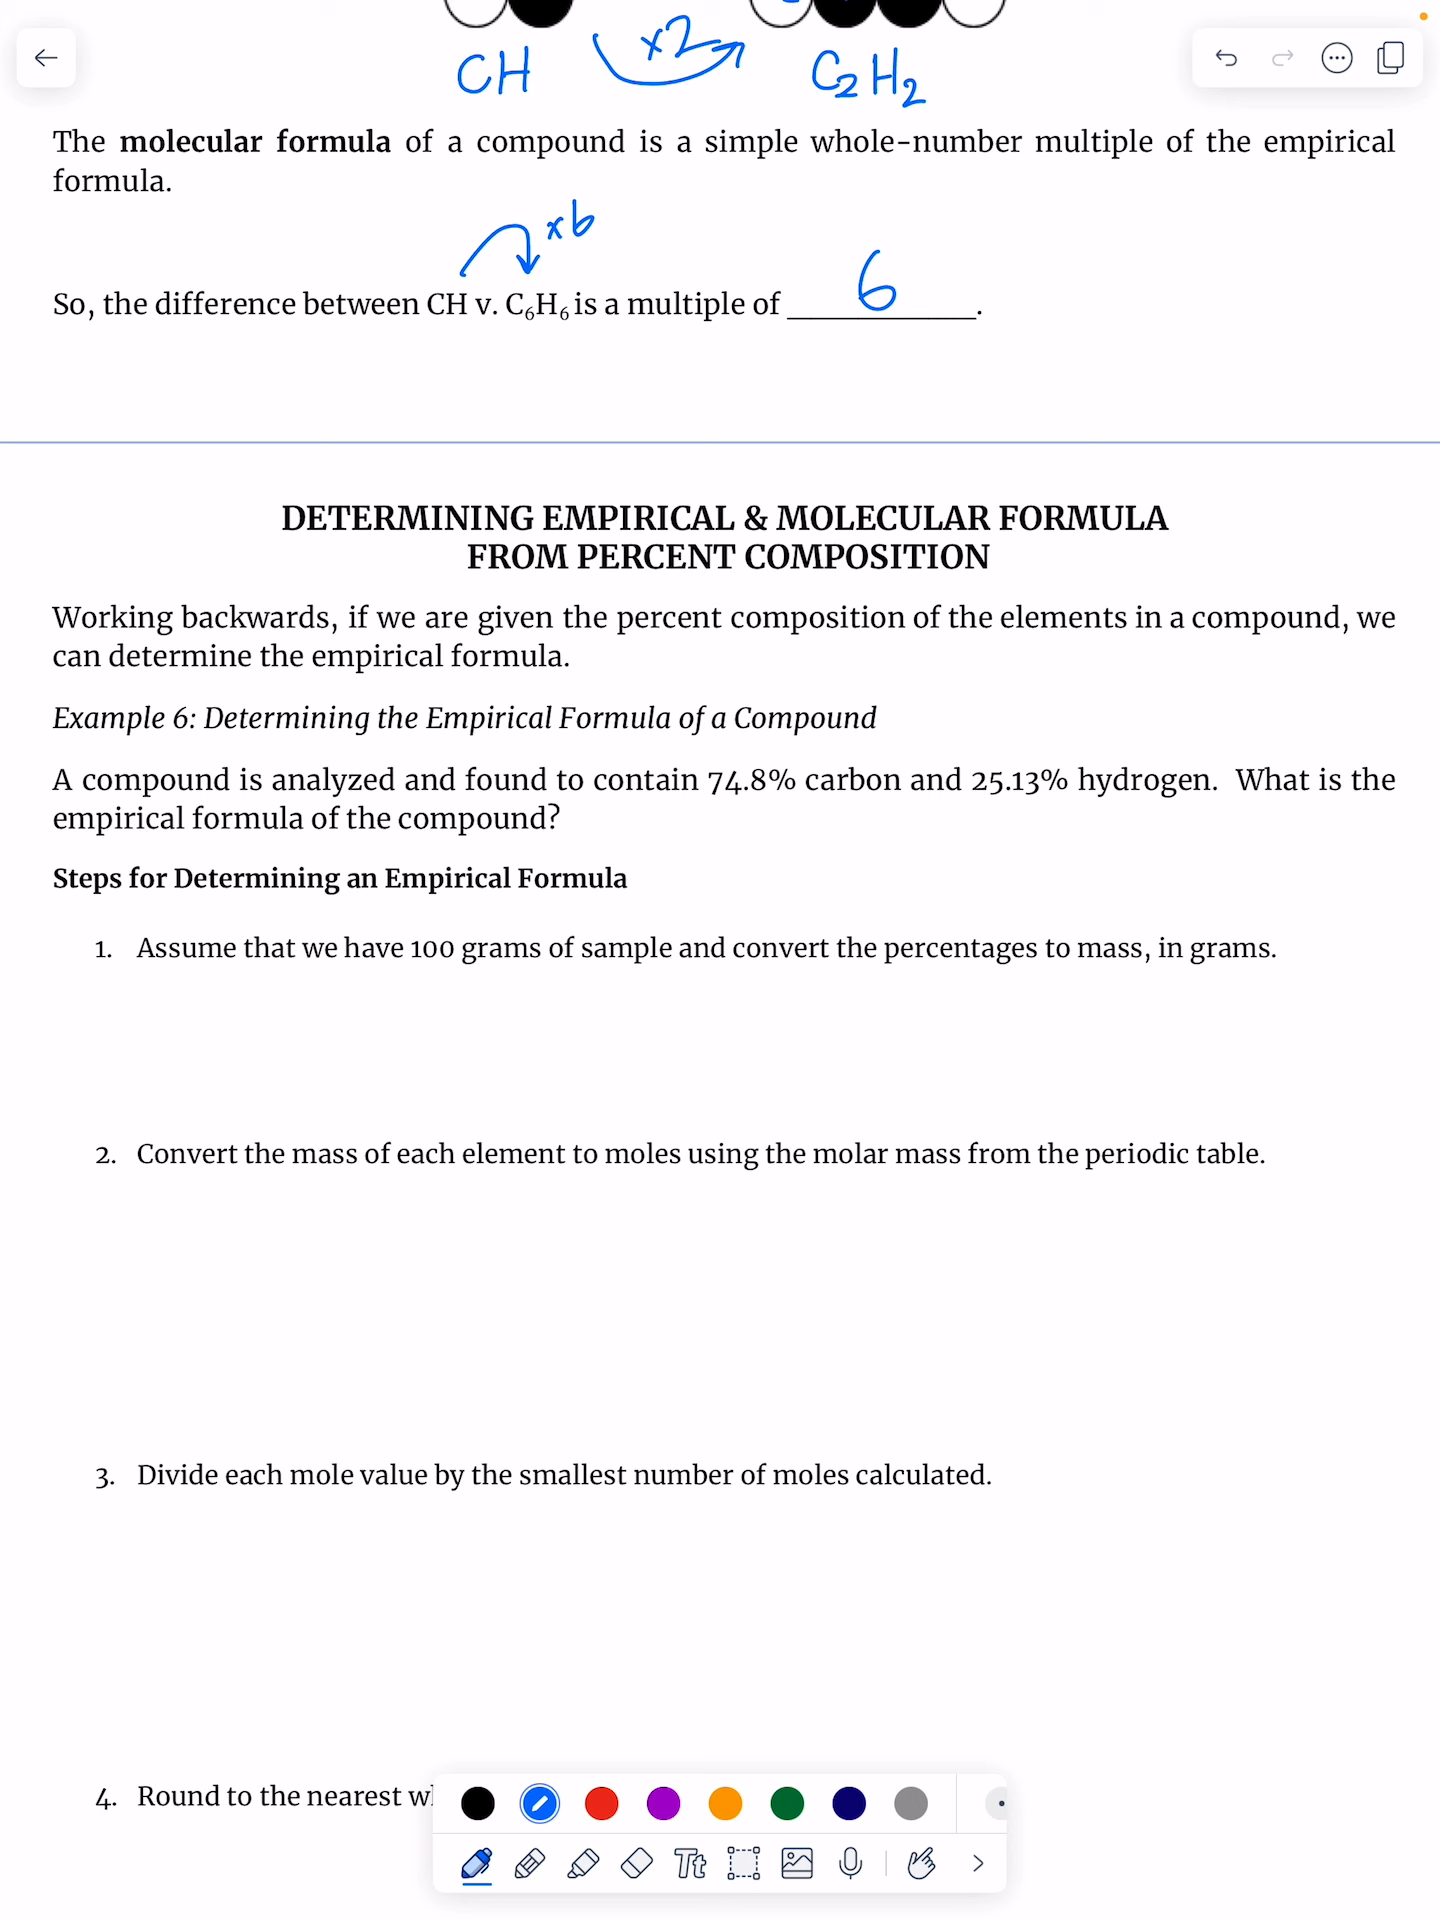 CH x2 C₂H₂
The molecular formula of a compound is a simple whole-number multiple of the empirical
formula.
x6
So, the difference between CH v. C₆H₆ is a multiple of 6.
DETERMINING EMPIRICAL & MOLECULAR FORMULA
FROM PERCENT COMPOSITION
Working backwards, if we are given the percent composition of the elements in a compound, we
can determine the empirical formula.
Example 6: Determining the Empirical Formula of a Compound
A compound is analyzed and found to contain 74.8% carbon and 25.13% hydrogen. What is the
empirical formula of the compound?
Steps for Determining an Empirical Formula
1. Assume that we have 100 grams of sample and convert the percentages to mass, in grams.
2. Convert the mass of each element to moles using the molar mass from the periodic table.
3. Divide each mole value by the smallest number of moles calculated.
4. Round to the nearest
Tt